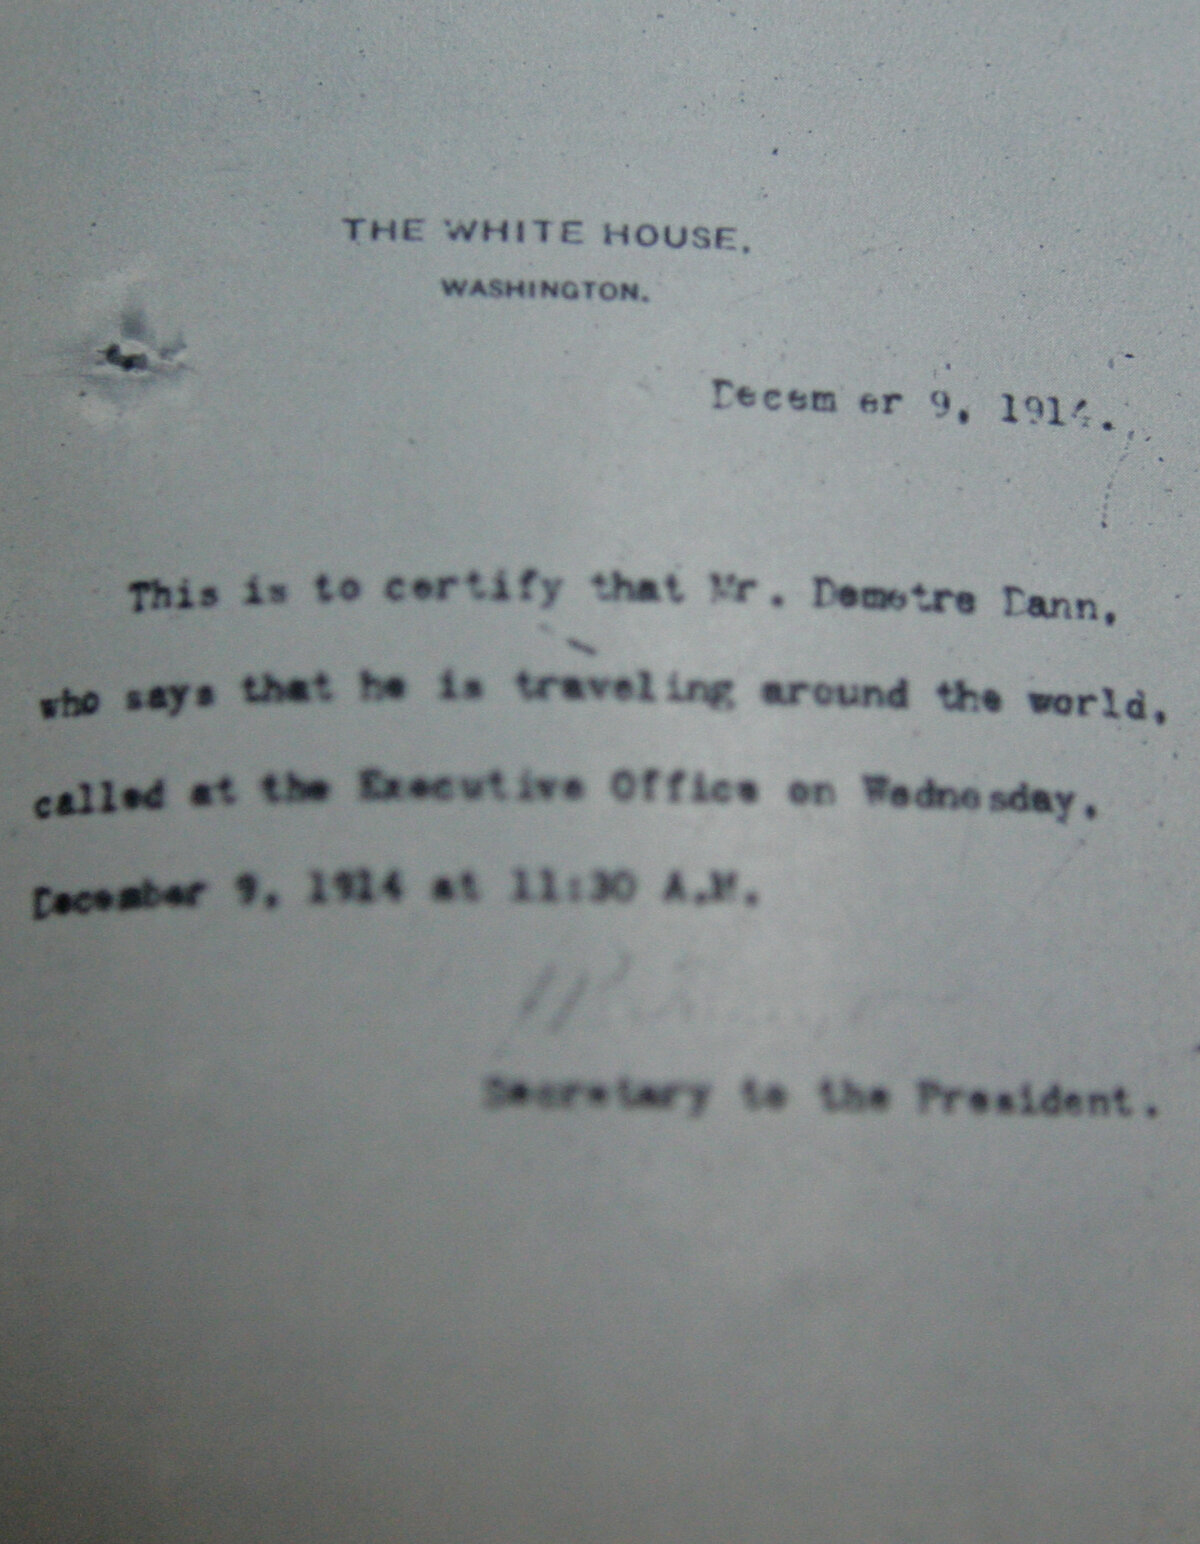 THE WHITE HOUSE,
WASHINGTON.
Decem er 9, 1914.
This is to certify that Mr. Demetre Dann,
who says that he is traveling around the world,
called at the Executive Office on Wednesday,
December 9, 1914 at 11:30 A.M.
Secretary to the President.